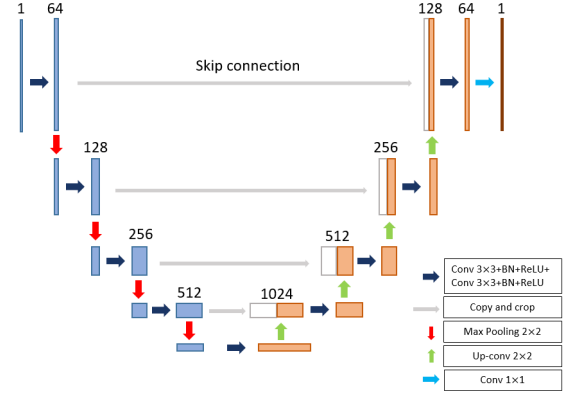 1 64 128 64 1
Skip connection
128 256
256 512
512 1024
Conv 3×3+BN+ReLU+
Conv 3×3+BN+ReLU
Copy and crop
Max Pooling 2×2
Up-conv 2×2
Conv 1×1